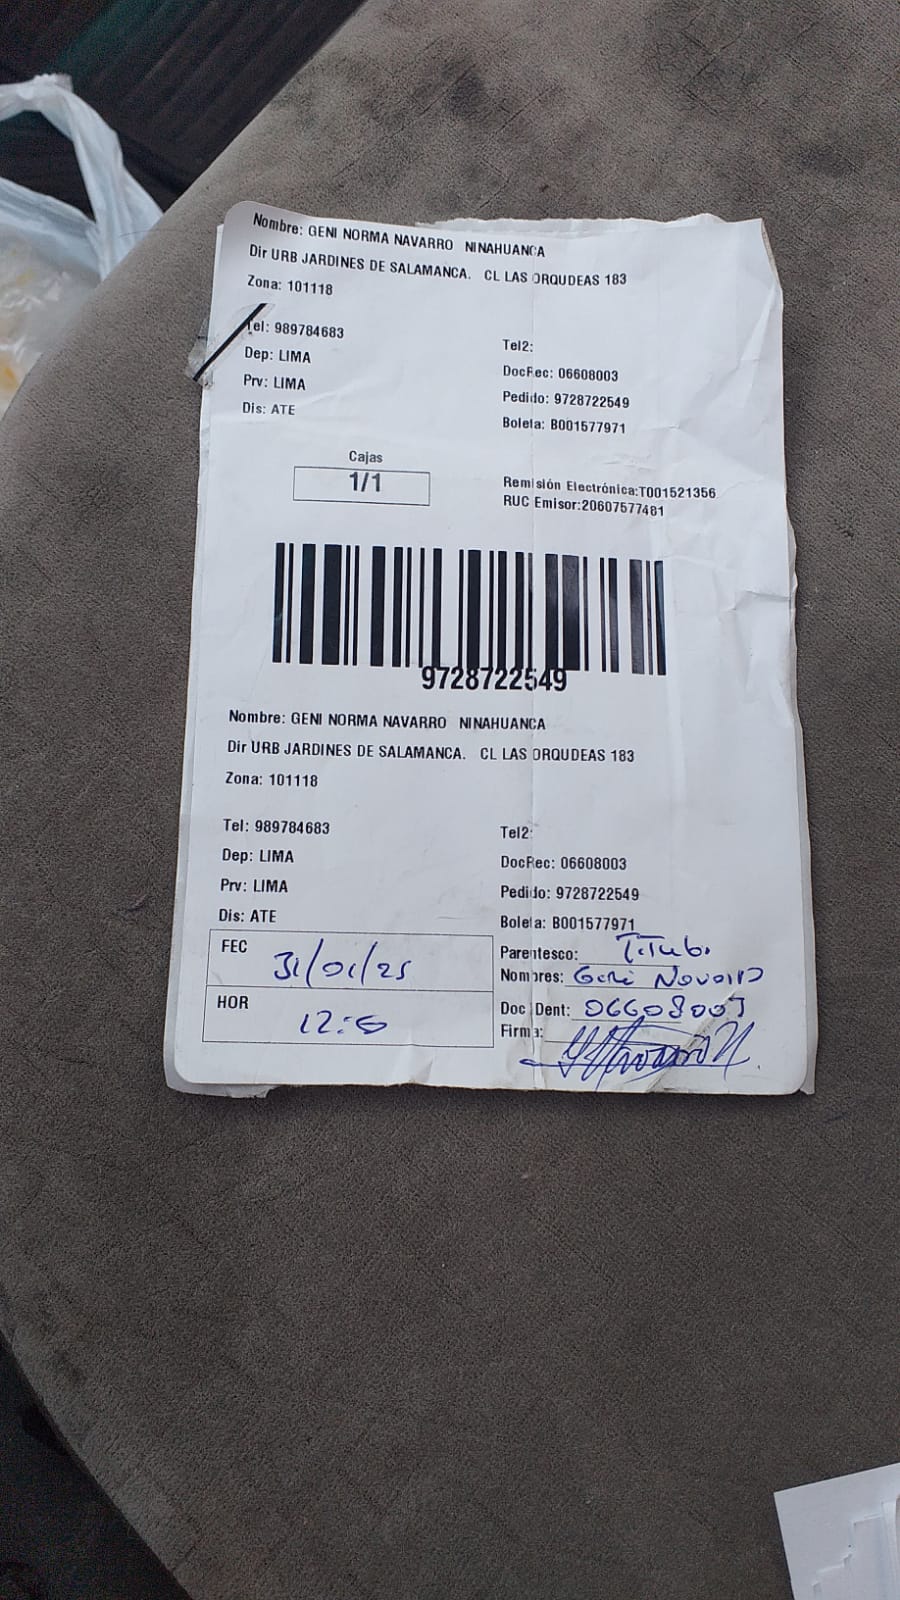 Nombre: GENI NORMA NAVARRO NINAHUANCA
Dir URB JARDINES DE SALAMANCA. CL LAS ORQUDEAS 183
Zona: 101118
Tel: 989784683
Tel2:
Dep: LIMA
DocRec: 06608003
Prv: LIMA
Pedido: 9728722549
Dis: ATE
Boleta: B001577971
Cajas
1/1
Remisión Electrónica:T001521356
RUC Emisor:20607577481
9728722549
Nombre: GENI NORMA NAVARRO NINAHUANCA
Dir URB JARDINES DE SALAMANCA. CL LAS ORQUDEAS 183
Zona: 101118
Tel: 989784683
Tel2:
Dep: LIMA
DocRec: 06608003
Prv: LIMA
Pedido: 9728722549
Dis: ATE
Boleta: B001577971
FEC 31/01/25
Parentesco:
Nombres: Geni Navarro
HOR
Doc Dent: 06608003
Firma: